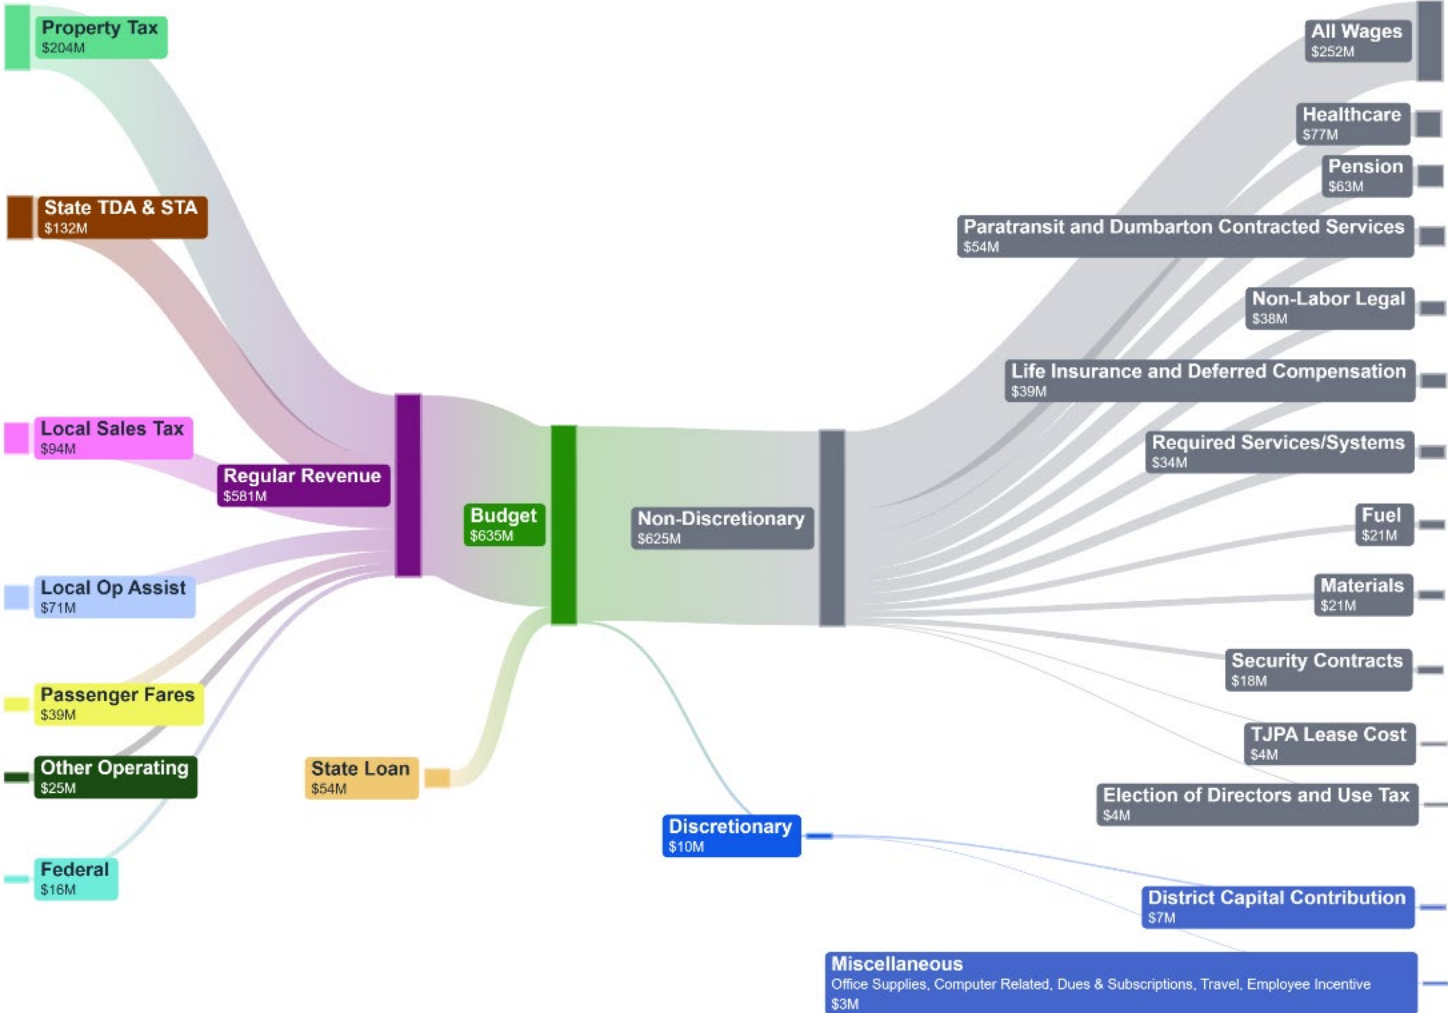 Property Tax
$204M
State TDA & STA
$132M
Local Sales Tax
$94M
Local Op Assist
$71M
Passenger Fares
$39M
Other Operating
$25M
Federal
$16M
Regular Revenue
$581M
State Loan
$54M
Budget
$635M
Non-Discretionary
$625M
Discretionary
$10M
All Wages
$252M
Healthcare
$77M
Pension
$63M
Paratransit and Dumbarton Contracted Services
$54M
Non-Labor Legal
$38M
Life Insurance and Deferred Compensation
$39M
Required Services/Systems
$34M
Fuel
$21M
Materials
$21M
Security Contracts
$18M
TJPA Lease Cost
$4M
Election of Directors and Use Tax
$4M
District Capital Contribution
$7M
Miscellaneous
Office Supplies, Computer Related, Dues & Subscriptions, Travel, Employee Incentive
$3M